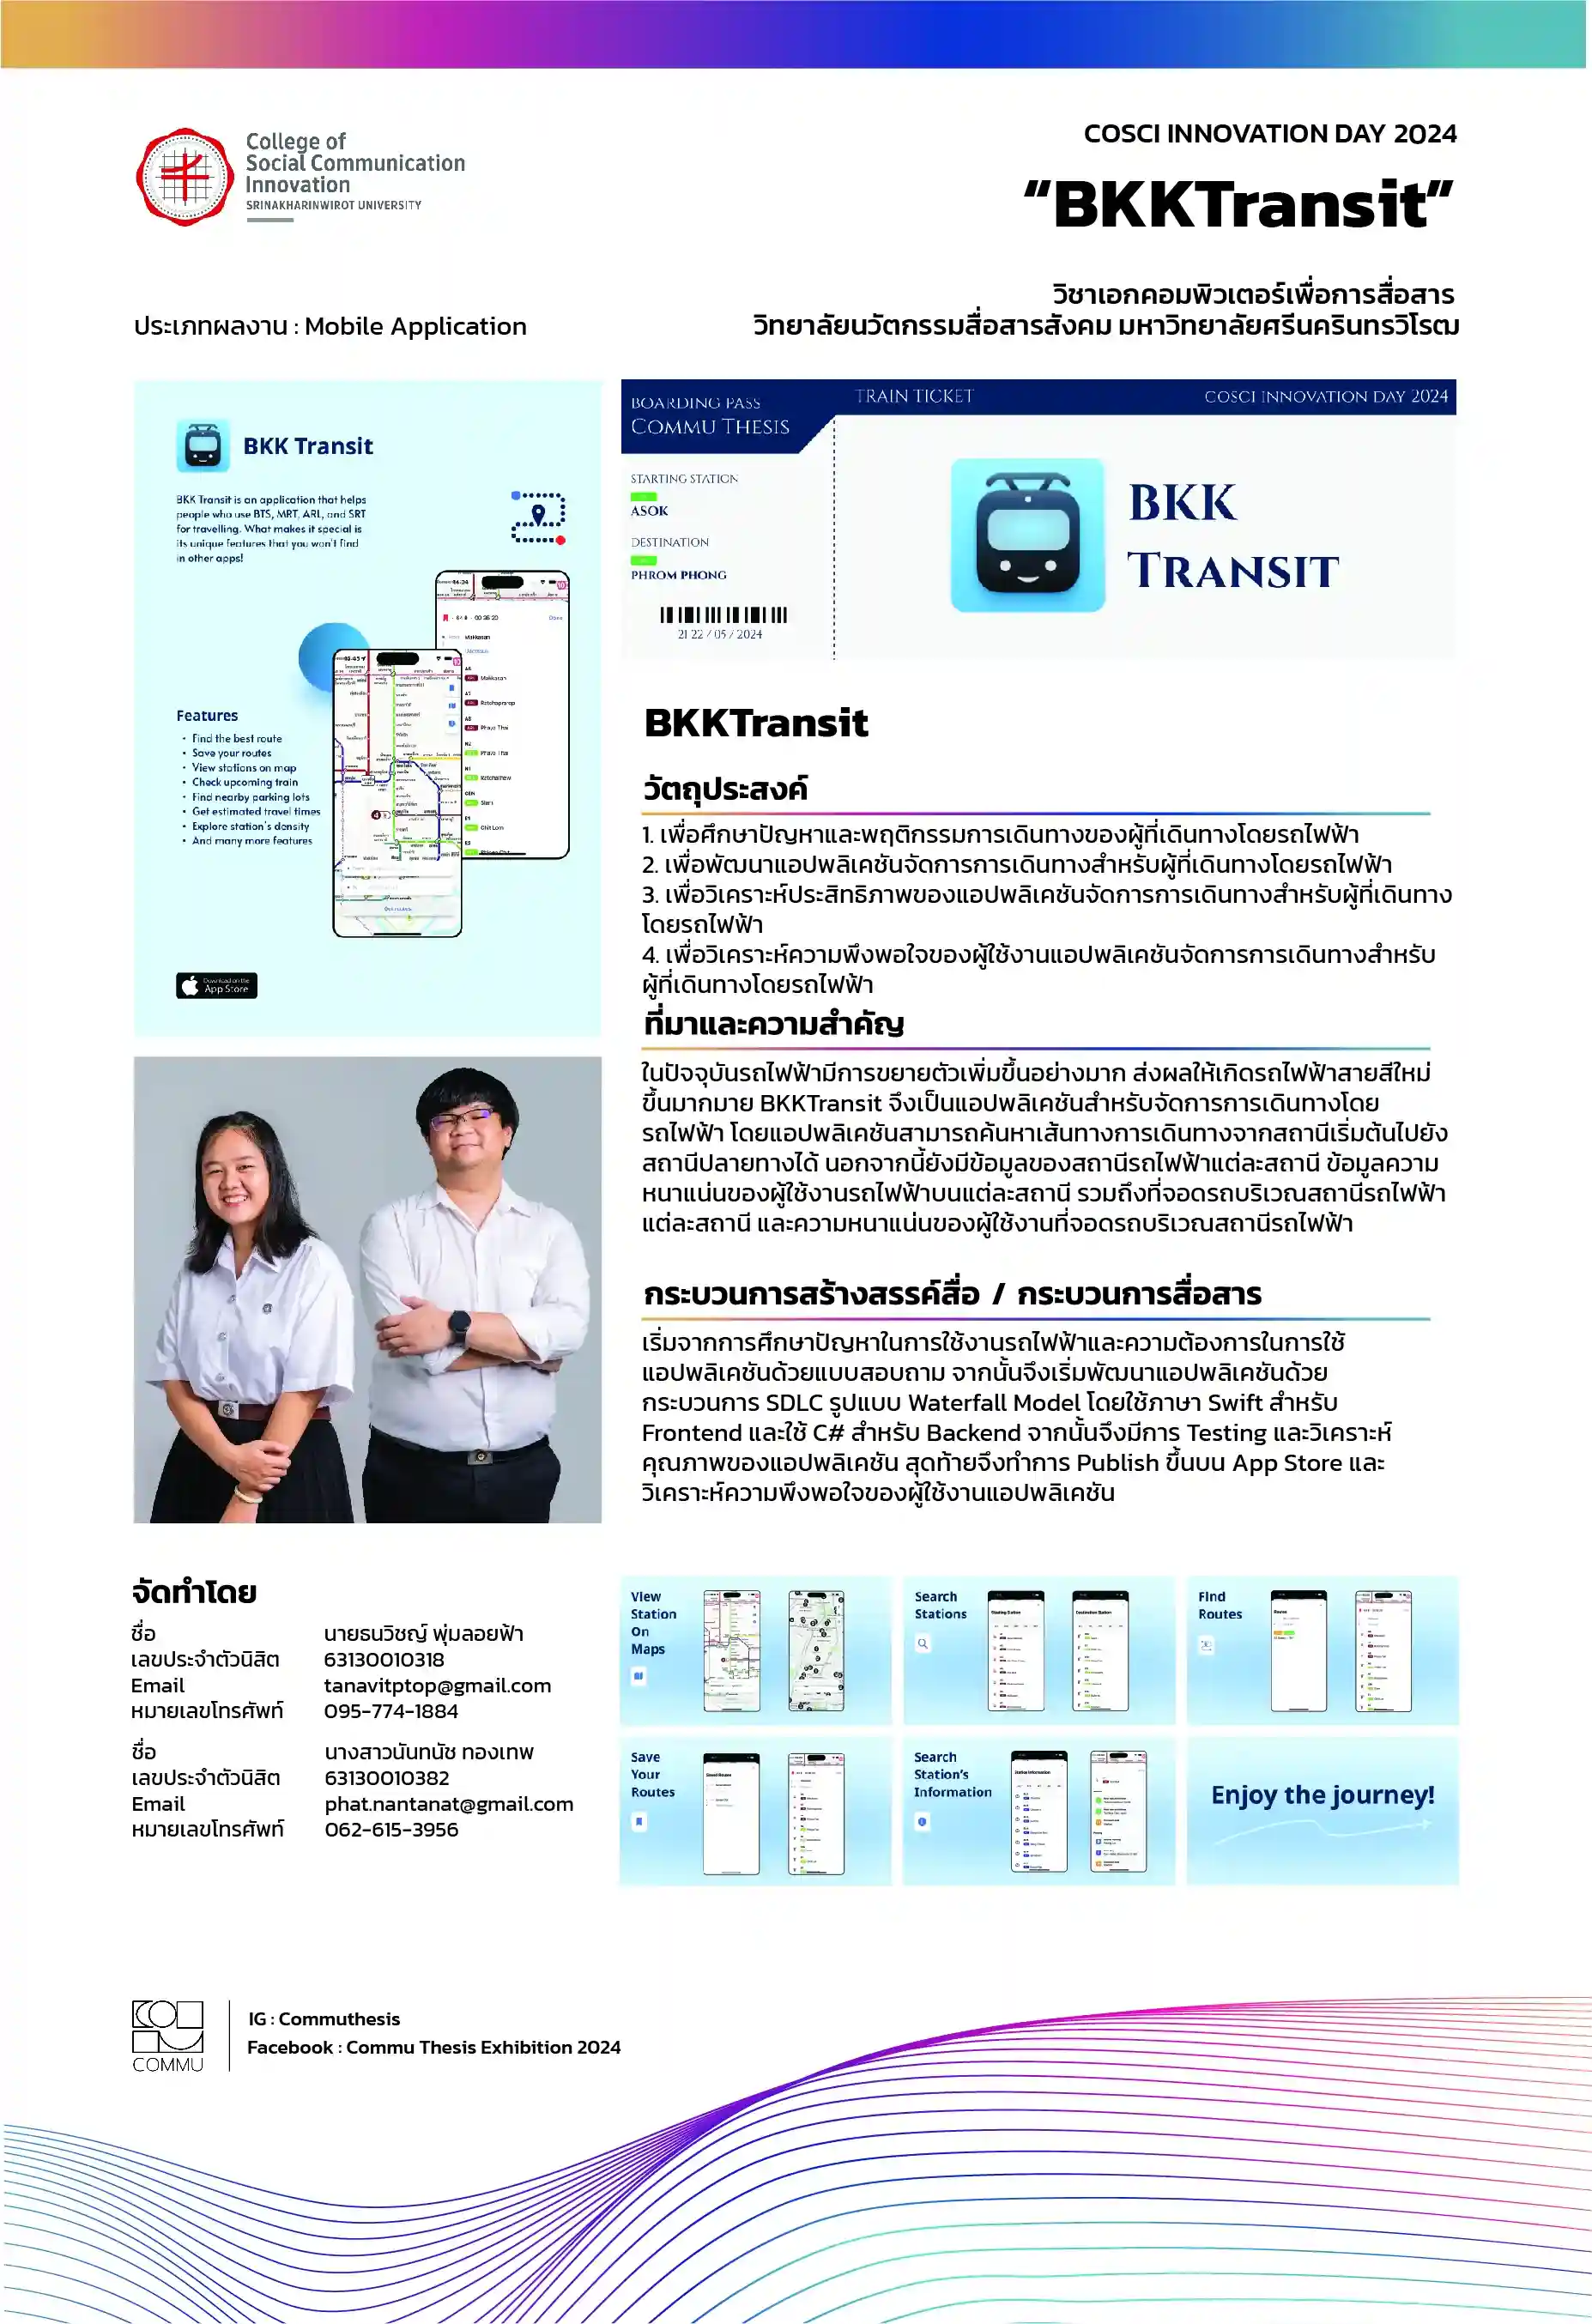 College of
Social Communication
Innovation
SRINAKHARINWIROT UNIVERSITY
COSCI INNOVATION DAY 2024
“BKKTransit”
วิชาเอกคอมพิวเตอร์เพื่อการสื่อสาร
วิทยาลัยนวัตกรรมสื่อสารสังคม มหาวิทยาลัยศรีนครินทรวิโรฒ
ประเภทผลงาน : Mobile Application
BKK Transit
BKK Transit is an application that helps
people who use BTS, MRT, ARL, and SRT
for travelling. What makes it special is
its unique features that you won't find
in other apps!
Features
• Find the best route
• Save your routes
• View stations on map
• Check upcoming train
• Find nearby parking lots
• Get estimated travel times
• Explore station's density
• And many more features
Makkasan
Makkasan
Ratchaprarop
Phaya Thai
Phaya Thai
Ratchathewi
Siam
Chit Lom
Download on the
App Store
BOARDING PASS
COMMU THESIS
TRAIN TICKET
COSCI INNOVATION DAY 2024
STARTING STATION
ASOK
DESTINATION
PHROM PHONG
21 22 / 05 / 2024
BKK
TRANSIT
BKKTransit
วัตถุประสงค์
1. เพื่อศึกษาปัญหาและพฤติกรรมการเดินทางของผู้ที่เดินทางโดยรถไฟฟ้า
2. เพื่อพัฒนาแอปพลิเคชันจัดการการเดินทางสำหรับผู้ที่เดินทางโดยรถไฟฟ้า
3. เพื่อวิเคราะห์ประสิทธิภาพของแอปพลิเคชันจัดการการเดินทางสำหรับผู้ที่เดินทาง
โดยรถไฟฟ้า
4. เพื่อวิเคราะห์ความพึงพอใจของผู้ใช้งานแอปพลิเคชันจัดการการเดินทางสำหรับ
ผู้ที่เดินทางโดยรถไฟฟ้า
ที่มาและความสำคัญ
ในปัจจุบันรถไฟฟ้ามีการขยายตัวเพิ่มขึ้นอย่างมาก ส่งผลให้เกิดรถไฟฟ้าสายสีใหม่
ขึ้นมากมาย BKKTransit จึงเป็นแอปพลิเคชันสำหรับจัดการการเดินทางโดย
รถไฟฟ้า โดยแอปพลิเคชันสามารถค้นหาเส้นทางการเดินทางจากสถานีเริ่มต้นไปยัง
สถานีปลายทางได้ นอกจากนี้ยังมีข้อมูลของสถานีรถไฟฟ้าแต่ละสถานี ข้อมูลความ
หนาแน่นของผู้ใช้งานรถไฟฟ้าบนแต่ละสถานี รวมถึงที่จอดรถบริเวณสถานีรถไฟฟ้า
แต่ละสถานี และความหนาแน่นของผู้ใช้งานที่จอดรถบริเวณสถานีรถไฟฟ้า
กระบวนการสร้างสรรค์สื่อ / กระบวนการสื่อสาร
เริ่มจากการศึกษาปัญหาในการใช้งานรถไฟฟ้าและความต้องการในการใช้
แอปพลิเคชันด้วยแบบสอบถาม จากนั้นจึงเริ่มพัฒนาแอปพลิเคชันด้วย
กระบวนการ SDLC รูปแบบ Waterfall Model โดยใช้ภาษา Swift สำหรับ
Frontend และใช้ C# สำหรับ Backend จากนั้นจึงมีการ Testing และวิเคราะห์
คุณภาพของแอปพลิเคชัน สุดท้ายจึงทำการ Publish ขึ้นบน App Store และ
วิเคราะห์ความพึงพอใจของผู้ใช้งานแอปพลิเคชัน
จัดทำโดย
ชื่อ นายธนวิชญ์ พุ่มลอยฟ้า
เลขประจำตัวนิสิต 63130010318
Email tanavitptop@gmail.com
หมายเลขโทรศัพท์ 095-774-1884
ชื่อ นางสาวนันทนัช ทองเทพ
เลขประจำตัวนิสิต 63130010382
Email phat.nantanat@gmail.com
หมายเลขโทรศัพท์ 062-615-3956
View
Station
On
Maps
Search
Stations
Starting Station
Destination Station
Find
Routes
Save
Your
Routes
Search
Station's
Information
Station Information
Enjoy the journey!
COMMU
IG : Commuthesis
Facebook : Commu Thesis Exhibition 2024